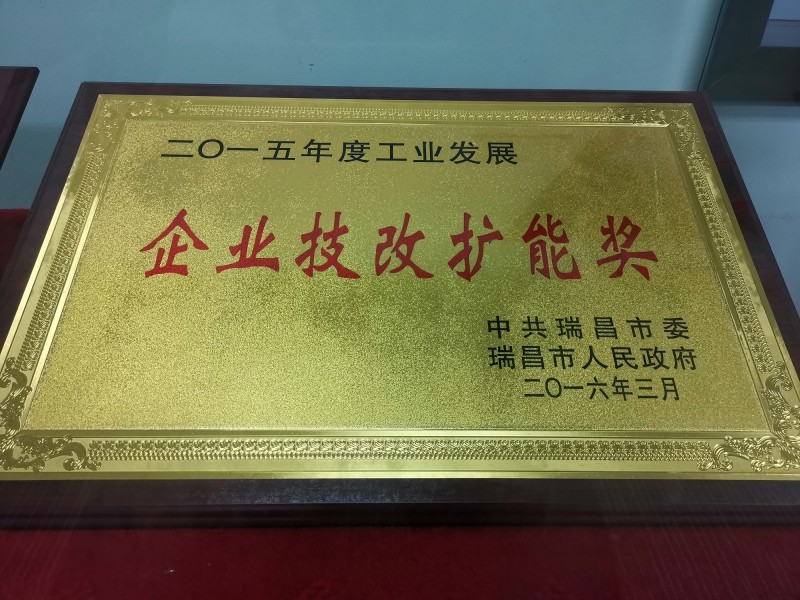 二〇一五年度工业发展
企业技改扩能奖
中共瑞昌市委
瑞昌市人民政府
二〇一六年三月